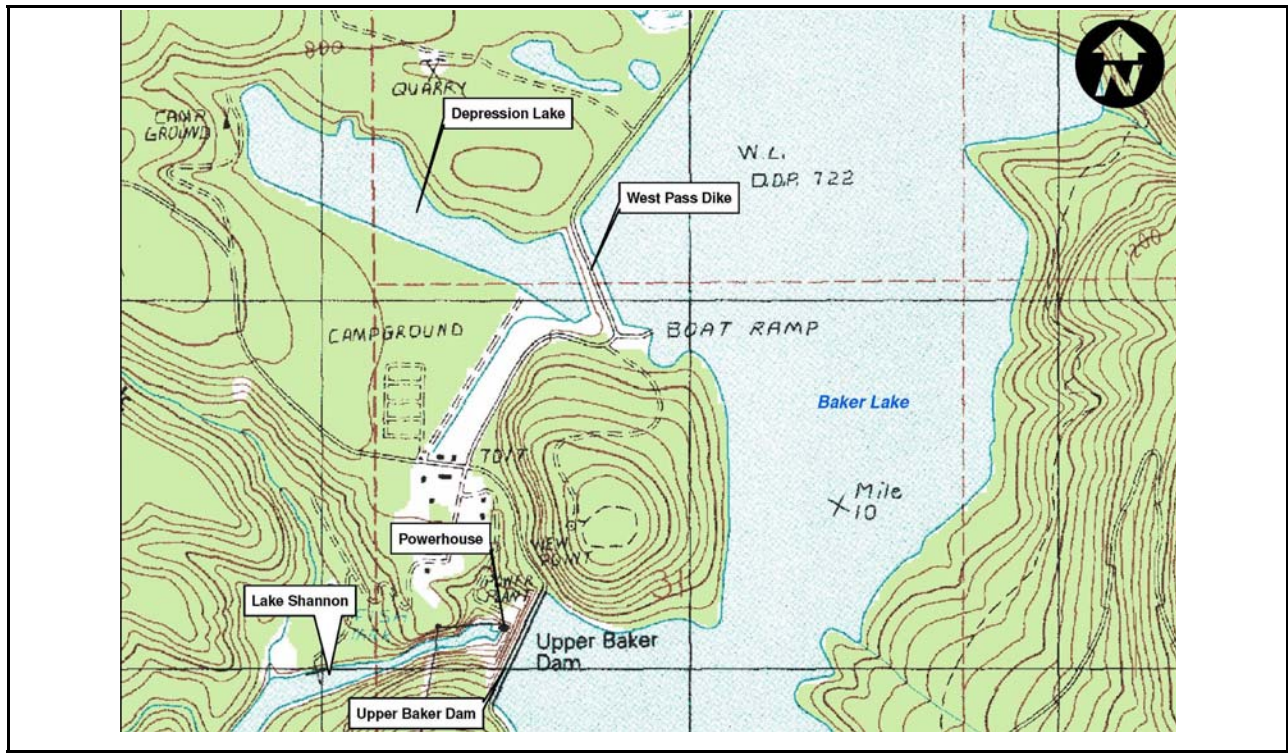 800
QUARRY
CAMP
GROUND
Depression Lake
N
W.L.
D.D.P. 722
West Pass Dike
CAMPGROUND
BOAT RAMP
Baker Lake
Mile
10
Powerhouse
VIEW
POINT
31
POWER
PLANT
Lake Shannon
Upper Baker
Dam
Upper Baker Dam